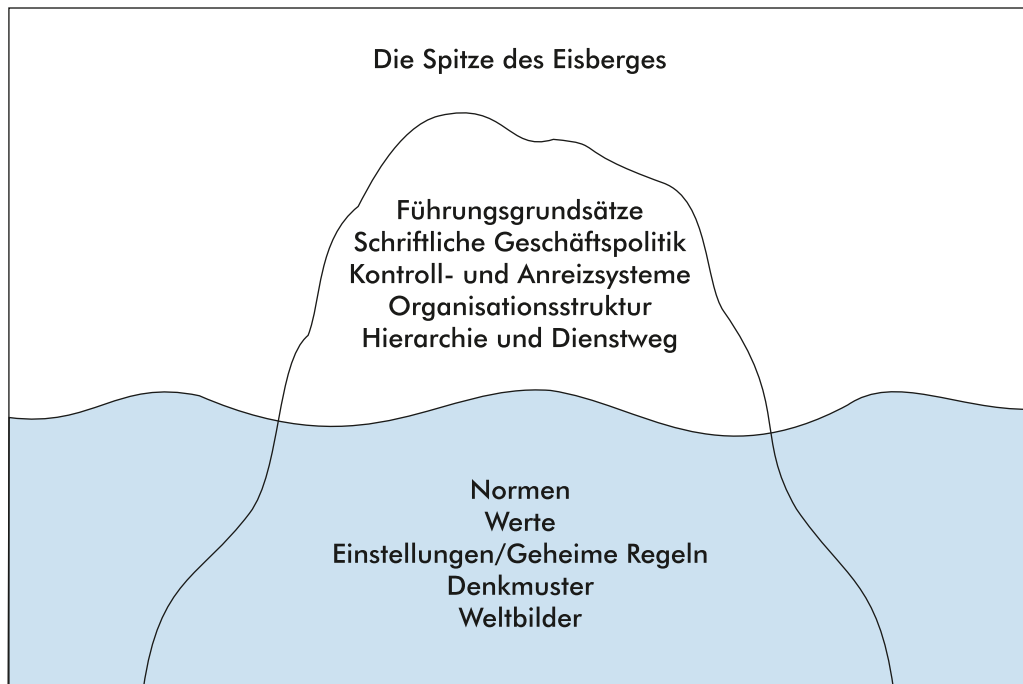 Die Spitze des Eisberges
Führungsgrundsätze
Schriftliche Geschäftspolitik
Kontroll- und Anreizsysteme
Organisationsstruktur
Hierarchie und Dienstweg
Normen
Werte
Einstellungen/Geheime Regeln
Denkmuster
Weltbilder